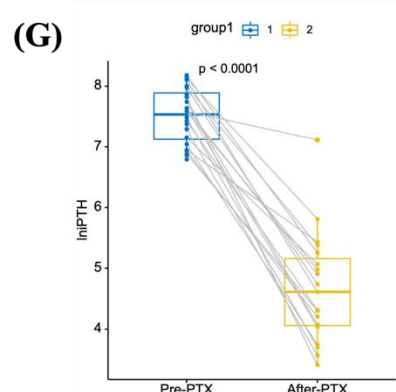 (G)
group1 1 2
p < 0.0001
8
7
6
5
4
lniPTH
Pre-PTX After-PTX